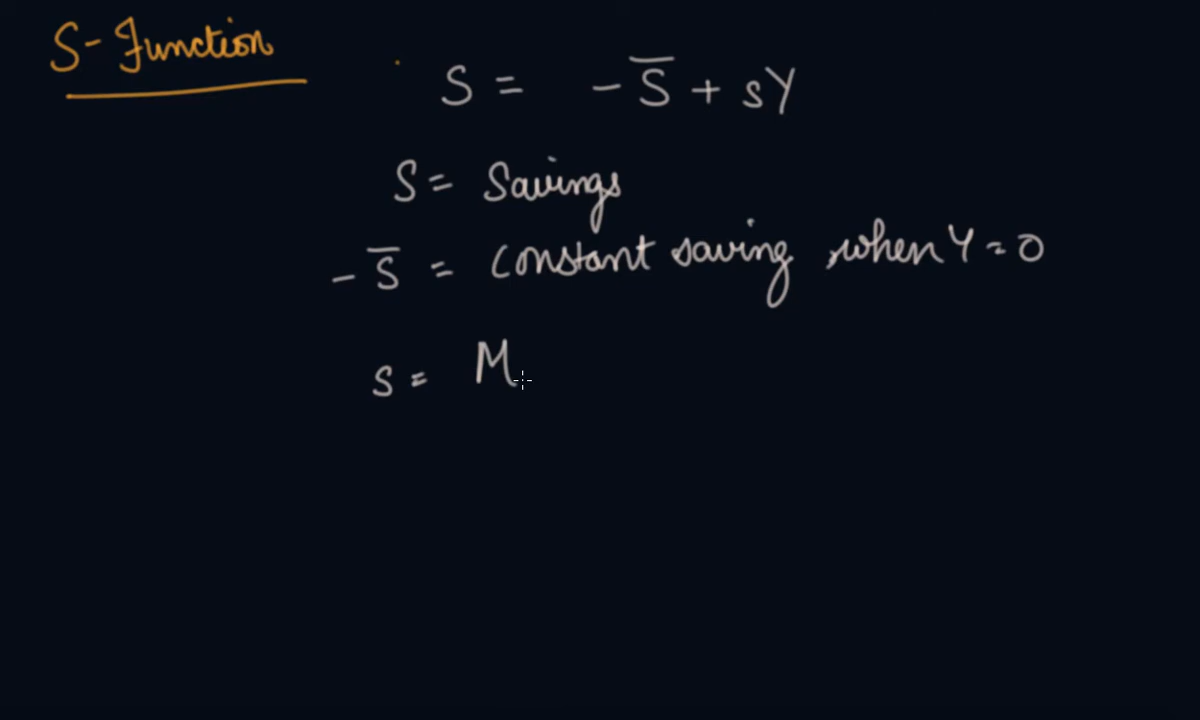 S- Function
S = - S̅ + sY
S = Savings
- S̅ = constant saving when Y = 0
s = M